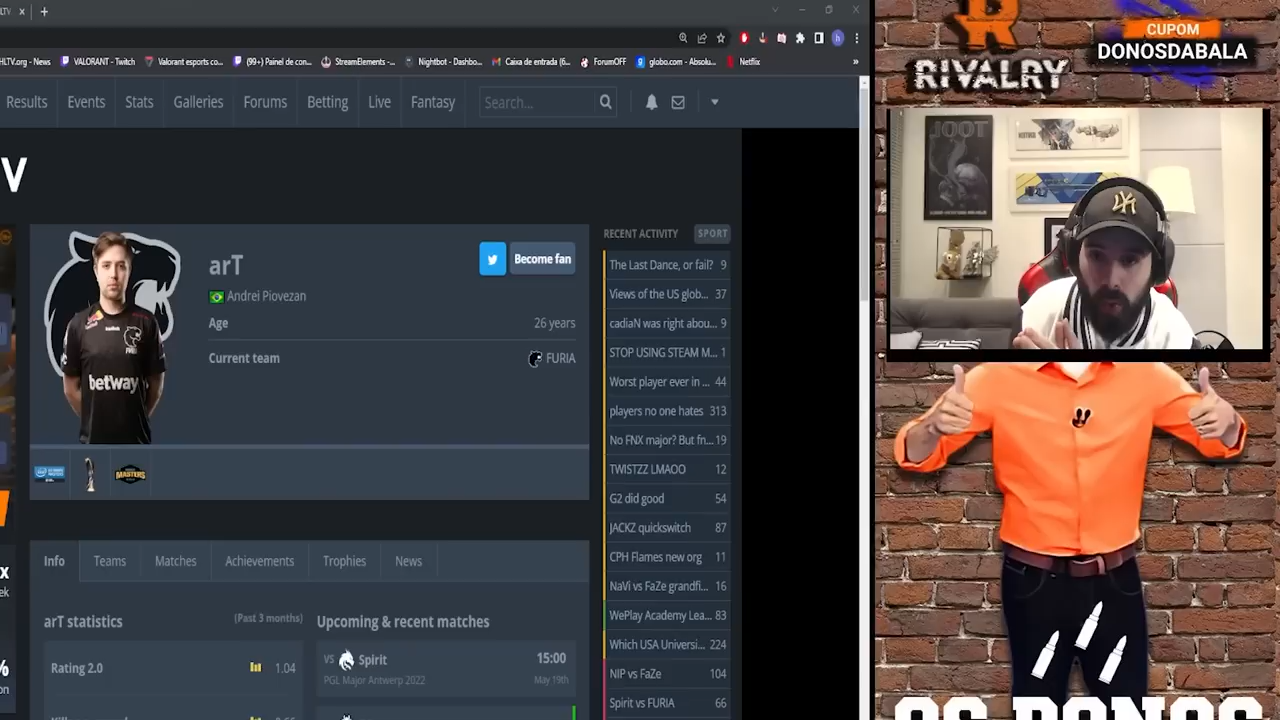 HLTV.org - News
VALORANT - Twitch
Valorant esports co...
(99+) Funnel de con...
StreamElements -...
Nightbot - Dashbo...
Caixa de entrada (6...
ForumOFF
globo.com - Absolu...
Netflix
Results
Events
Stats
Galleries
Forums
Betting
Live
Fantasy
Search...
V
arT
Andrei Piovezan
Age
26 years
Current team
FURIA
Become fan
betway
MASTERS
Info
Teams
Matches
Achievements
Trophies
News
arT statistics
(Past 3 months)
Rating 2.0
1.04
Upcoming & recent matches
VS Spirit
15:00
PGL Major Antwerp 2022
May 19th
RECENT ACTIVITY
SPORT
The Last Dance, or fail? 9
Views of the US glob... 37
cadiaN was right abou... 9
STOP USING STEAM M... 1
Worst player ever in ... 44
players no one hates 313
No FNX major? But fn... 19
TWISTZZ LMAOO 12
G2 did good 54
JACKZ quickswitch 87
CPH Flames new org 11
NaVi vs FaZe grandfi... 16
WePlay Academy Lea... 83
Which USA Universi... 224
NIP vs FaZe 104
Spirit vs FURIA 66
R
RIVALRY
CUPOM
DONOSDABALA
TOOL
OS DONOS